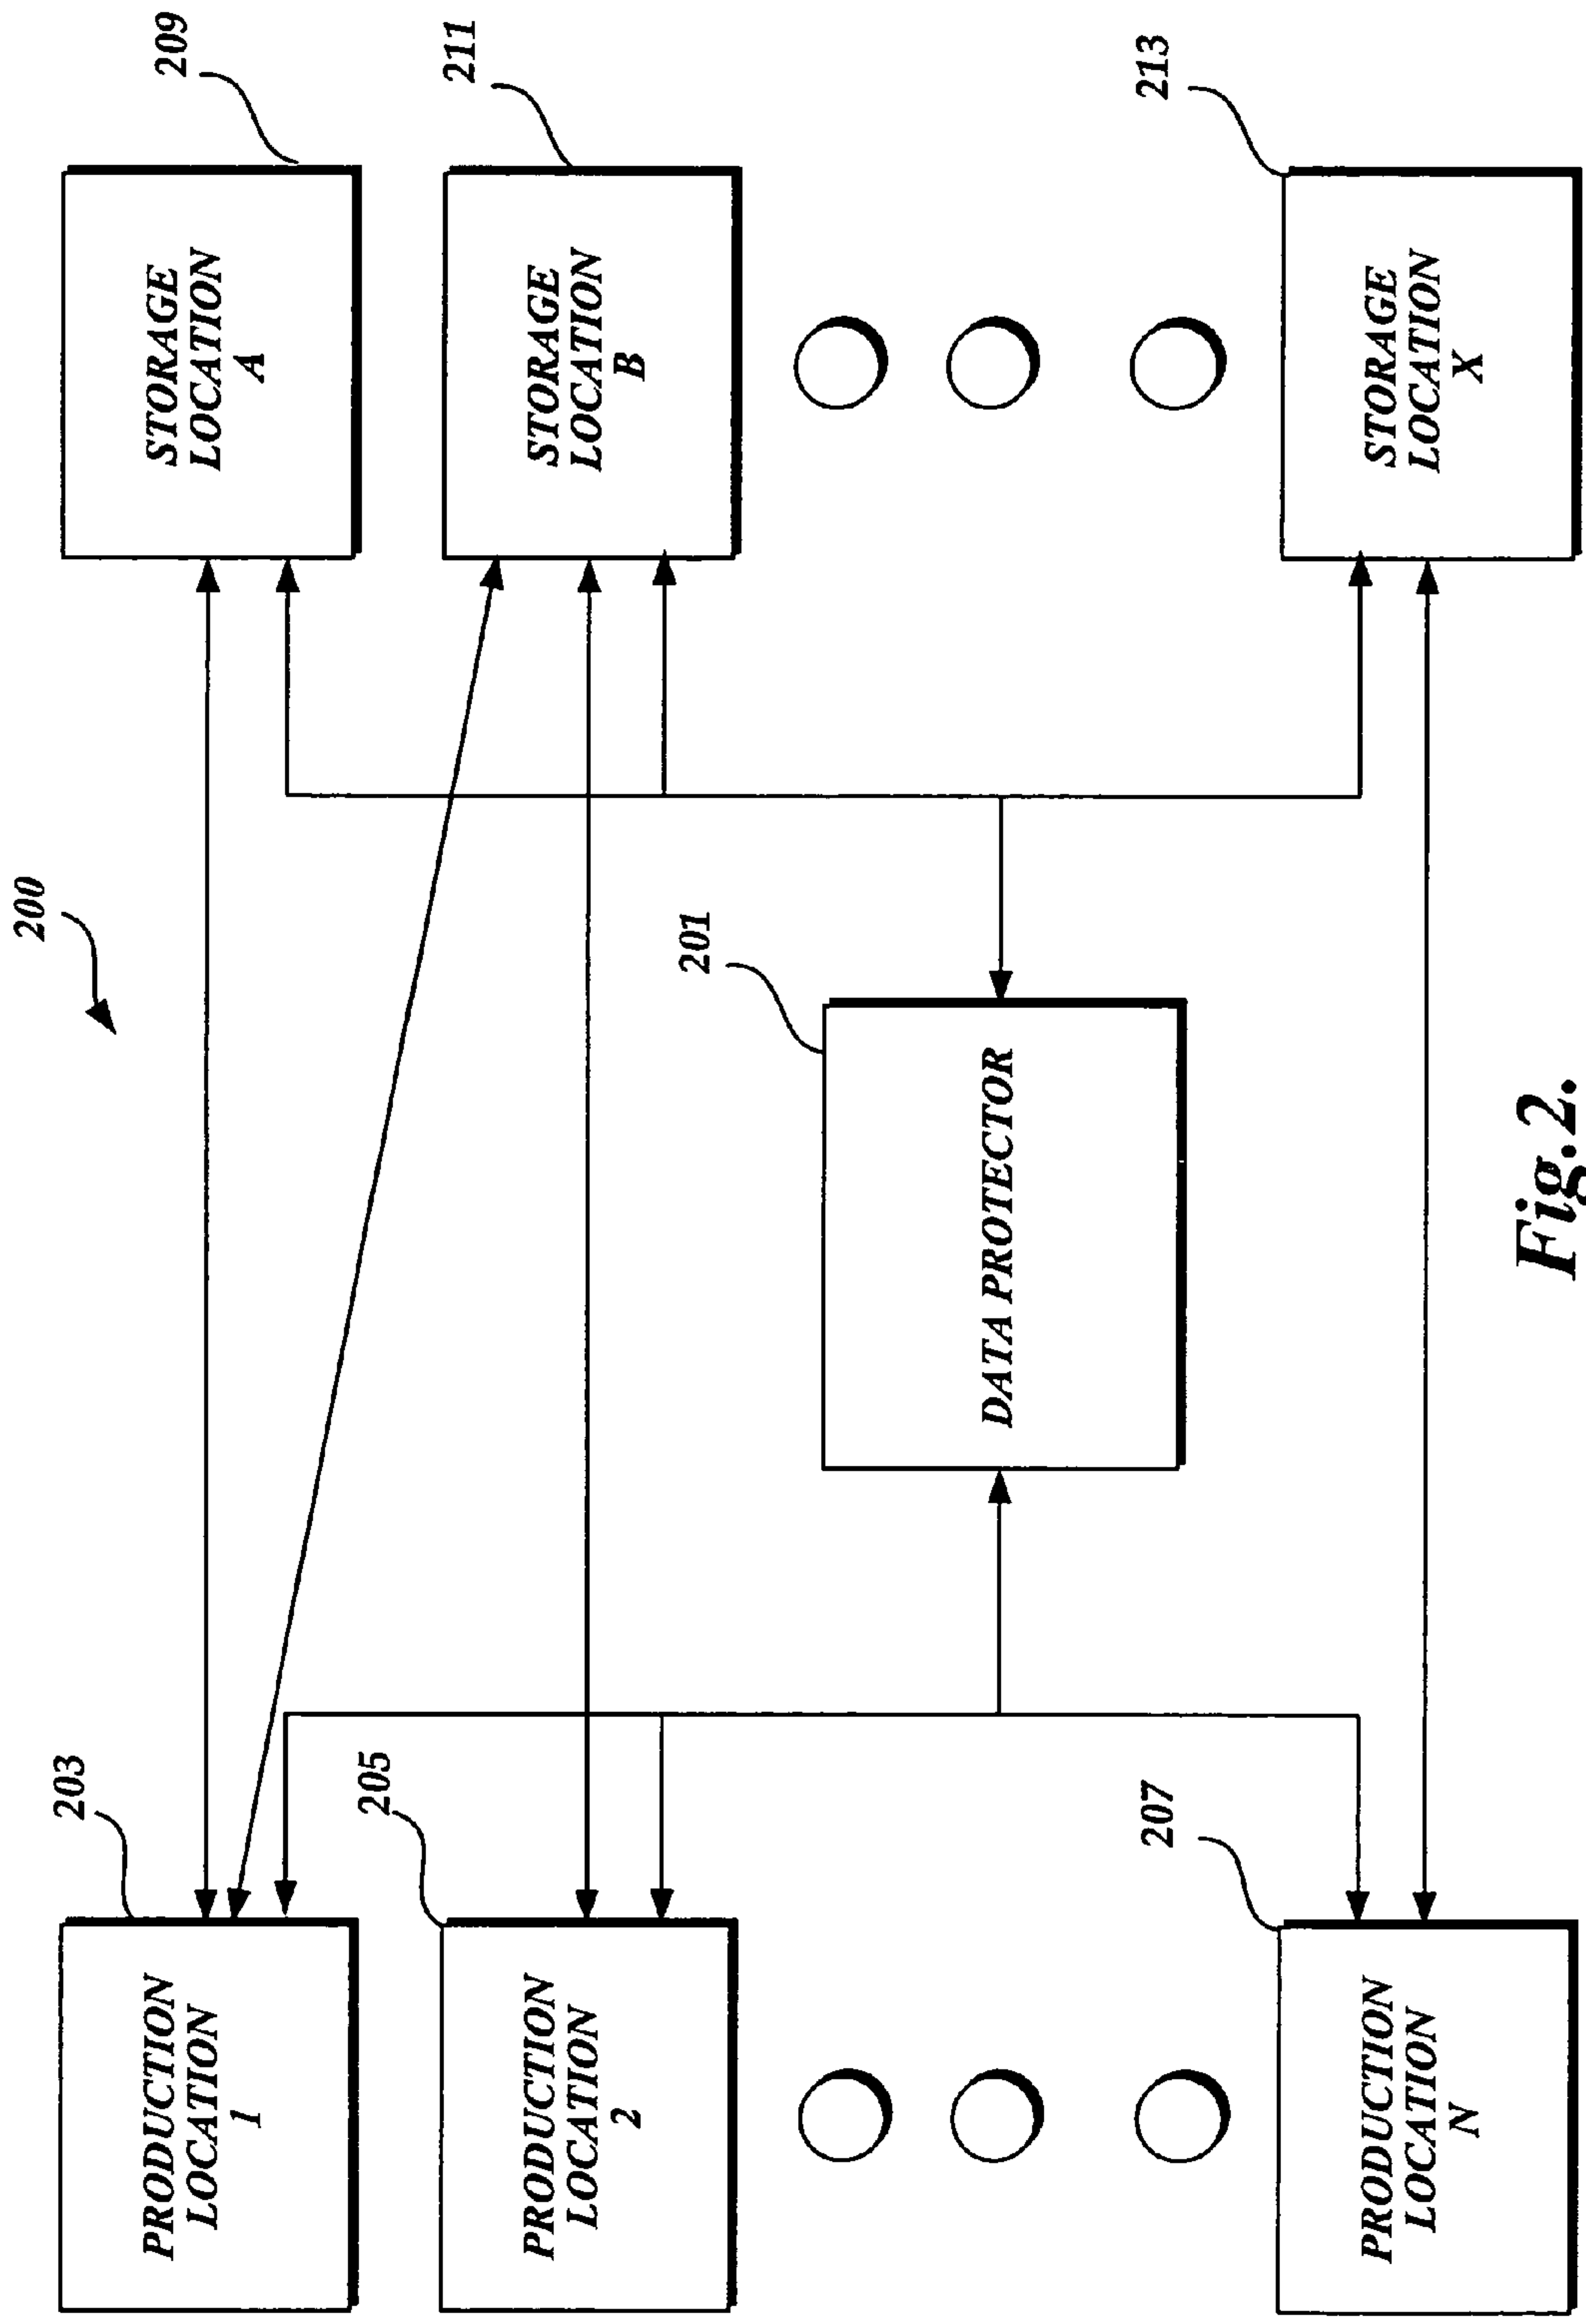 200
203
PRODUCTION
LOCATION
1
209
STORAGE
LOCATION
A
205
PRODUCTION
LOCATION
2
211
STORAGE
LOCATION
B
201
DATA PROTECTOR
207
PRODUCTION
LOCATION
N
213
STORAGE
LOCATION
X
Fig.2.